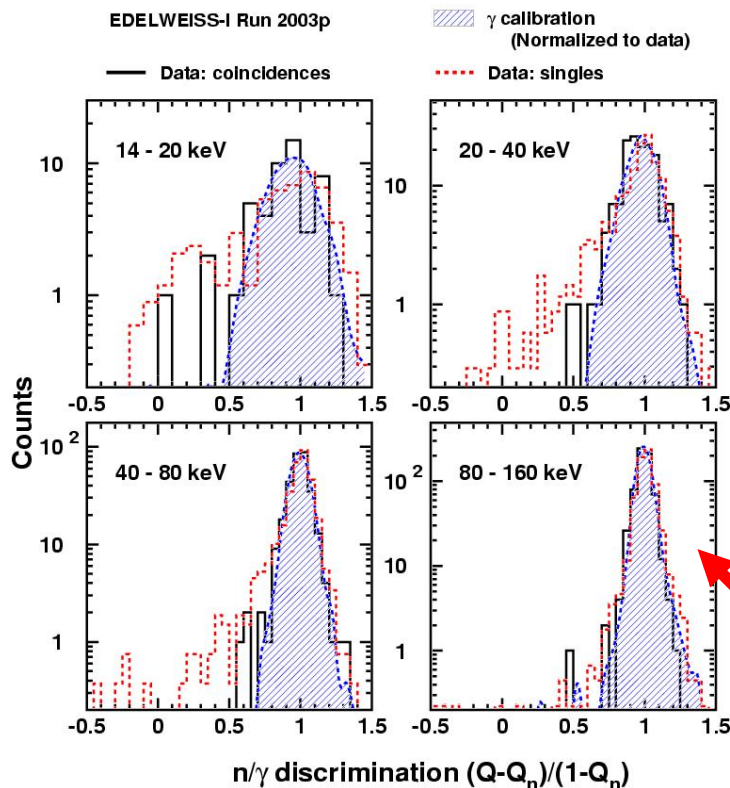 EDELWEISS-I Run 2003p
γ calibration
(Normalized to data)
Data: coincidences
Data: singles
14 - 20 keV
20 - 40 keV
10
1
10
1
-0.5 0 0.5 1 1.5
-0.5 0 0.5 1 1.5
Counts
40 - 80 keV
80 - 160 keV
10²
10
1
10²
10
1
-0.5 0 0.5 1 1.5
-0.5 0 0.5 1 1.5
n/γ discrimination (Q-Qₙ)/(1-Qₙ)